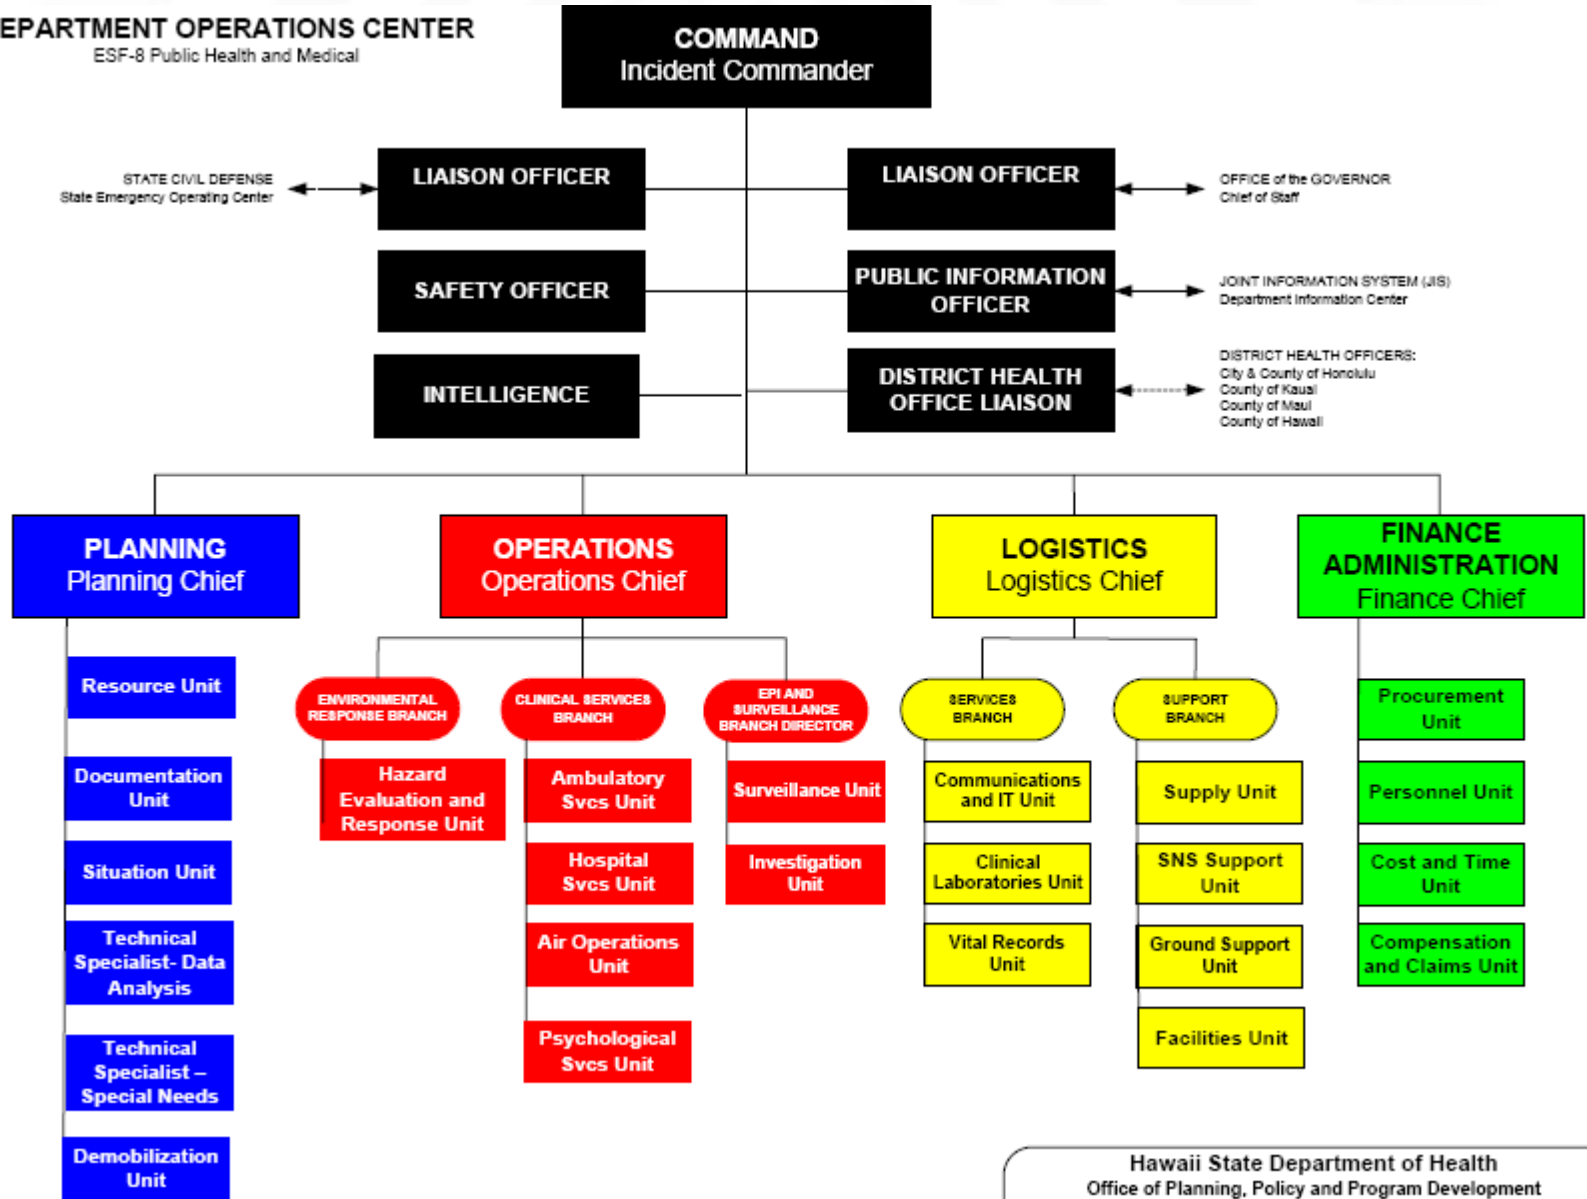 EPARTMENT OPERATIONS CENTER
ESF-8 Public Health and Medical
COMMAND
Incident Commander
STATE CIVIL DEFENSE
State Emergency Operating Center
LIAISON OFFICER
LIAISON OFFICER
OFFICE of the GOVERNOR
Chief of Staff
SAFETY OFFICER
PUBLIC INFORMATION
OFFICER
JOINT INFORMATION SYSTEM (JIS)
Department Information Center
INTELLIGENCE
DISTRICT HEALTH
OFFICE LIAISON
DISTRICT HEALTH OFFICERS:
City & County of Honolulu
County of Kauai
County of Maui
County of Hawaii
PLANNING
Planning Chief
OPERATIONS
Operations Chief
LOGISTICS
Logistics Chief
FINANCE
ADMINISTRATION
Finance Chief
Resource Unit
Documentation
Unit
Situation Unit
Technical
Specialist- Data
Analysis
Technical
Specialist –
Special Needs
Demobilization
Unit
ENVIRONMENTAL
RESPONSE BRANCH
Hazard
Evaluation and
Response Unit
CLINICAL SERVICES
BRANCH
Ambulatory
Svcs Unit
Hospital
Svcs Unit
Air Operations
Unit
Psychological
Svcs Unit
EPI AND
SURVEILLANCE
BRANCH DIRECTOR
Surveillance Unit
Investigation
Unit
SERVICES
BRANCH
Communications
and IT Unit
Clinical
Laboratories Unit
Vital Records
Unit
SUPPORT
BRANCH
Supply Unit
SNS Support
Unit
Ground Support
Unit
Facilities Unit
Procurement
Unit
Personnel Unit
Cost and Time
Unit
Compensation
and Claims Unit
Hawaii State Department of Health
Office of Planning, Policy and Program Development